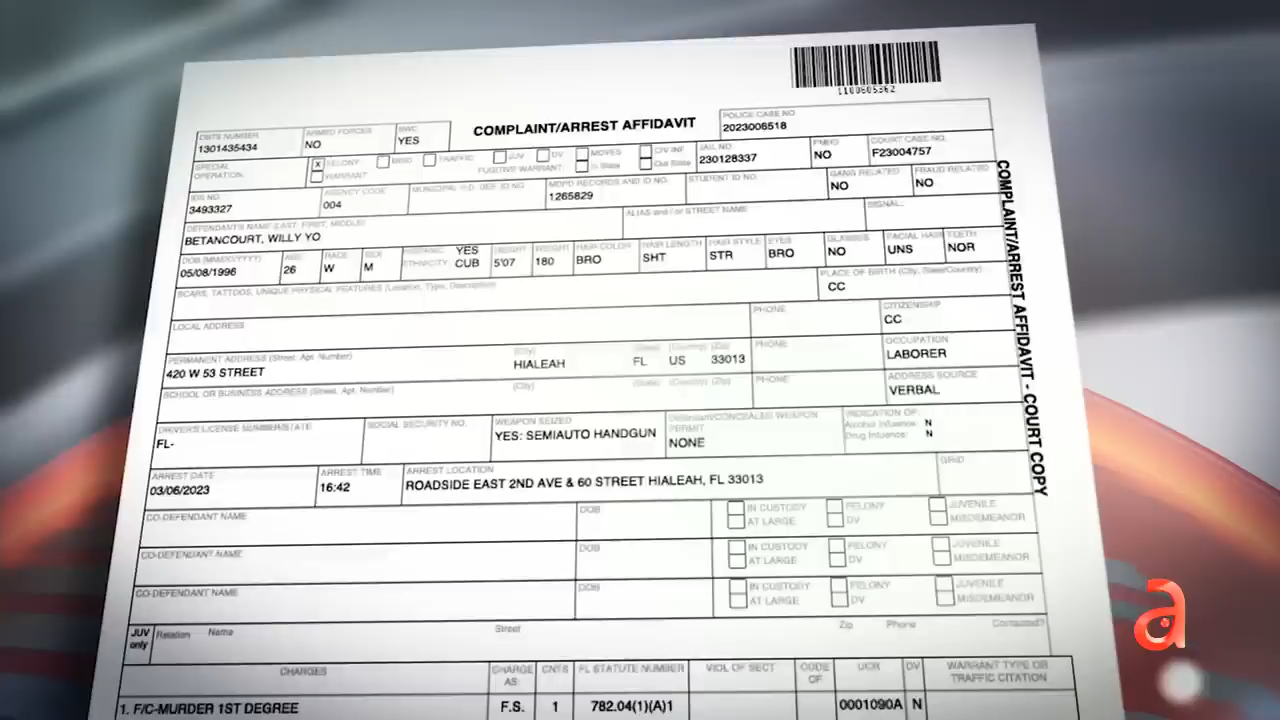 1100605362
COMPLAINT/ARREST AFFIDAVIT
OBTS NUMBER
1301435434
ARMED FORCES
NO
BWC
YES
POLICE CASE NO
2023006518
SPECIAL OPERATION:
X FELONY MISD TRAFFIC JUV DV MOVES CIV INF
WARRANT FUGITIVE WARRANT: In State Out State
JAIL NO
230128337
PMHD
NO
COURT CASE NO.
F23004757
IDS NO.
3493327
AGENCY CODE
004
MUNICIPAL P.D. DEF ID NO.
MDPD RECORDS AND ID NO.
1265829
STUDENT ID NO.
GANG RELATED
NO
FRAUD RELATED
NO
DEFENDANT'S NAME (LAST, FIRST, MIDDLE)
BETANCOURT, WILLY YO
ALIAS and / or STREET NAME
SIGNAL:
DOB (MM/DD/YYYY)
05/08/1996
AGE
26
RACE
W
SEX
M
HISPANIC YES
ETHNICITY CUB
HEIGHT
5'07
WEIGHT
180
HAIR COLOR
BRO
HAIR LENGTH
SHT
HAIR STYLE
STR
EYES
BRO
GLASSES
NO
FACIAL HAIR
UNS
TEETH
NOR
SCARS, TATTOOS, UNIQUE PHYSICAL FEATURES (Location, Type, Description)
PLACE OF BIRTH (City, State/Country)
CC
LOCAL ADDRESS
PHONE
CITIZENSHIP
CC
PERMANENT ADDRESS (Street, Apt. Number) (City) State (Country) (Zip)
420 W 53 STREET HIALEAH FL US 33013
PHONE
OCCUPATION
LABORER
SCHOOL OR BUSINESS ADDRESS (Street, Apt. Number) (City) (State) (Country) (Zip)
PHONE
ADDRESS SOURCE
VERBAL
DRIVER'S LICENSE NUMBER/STATE
FL-
SOCIAL SECURITY NO.
WEAPON SEIZED
YES: SEMIAUTO HANDGUN
CONCEALED WEAPON
PERMIT
NONE
INDICATION OF:
Alcohol Influence: N
Drug Influence: N
ARREST DATE
03/06/2023
ARREST TIME
16:42
ARREST LOCATION
ROADSIDE EAST 2ND AVE & 60 STREET HIALEAH, FL 33013
GRID
CO-DEFENDANT NAME DOB IN CUSTODY FELONY JUVENILE
AT LARGE DV MISDEMEANOR
CO-DEFENDANT NAME DOB IN CUSTODY FELONY JUVENILE
AT LARGE DV MISDEMEANOR
CO-DEFENDANT NAME DOB IN CUSTODY FELONY JUVENILE
AT LARGE DV MISDEMEANOR
JUV only Relation Name Street Zip Phone Contacted?
CHARGES
CHARGE AS:
CNTS
FL STATUTE NUMBER
VIOL OF SECT
CODE OF
UCR
DV
WARRANT TYPE OR TRAFFIC CITATION
1. F/C-MURDER 1ST DEGREE F.S. 1 782.04(1)(A)1 0001090A N
COMPLAINT/ARREST AFFIDAVIT - COURT COPY
a